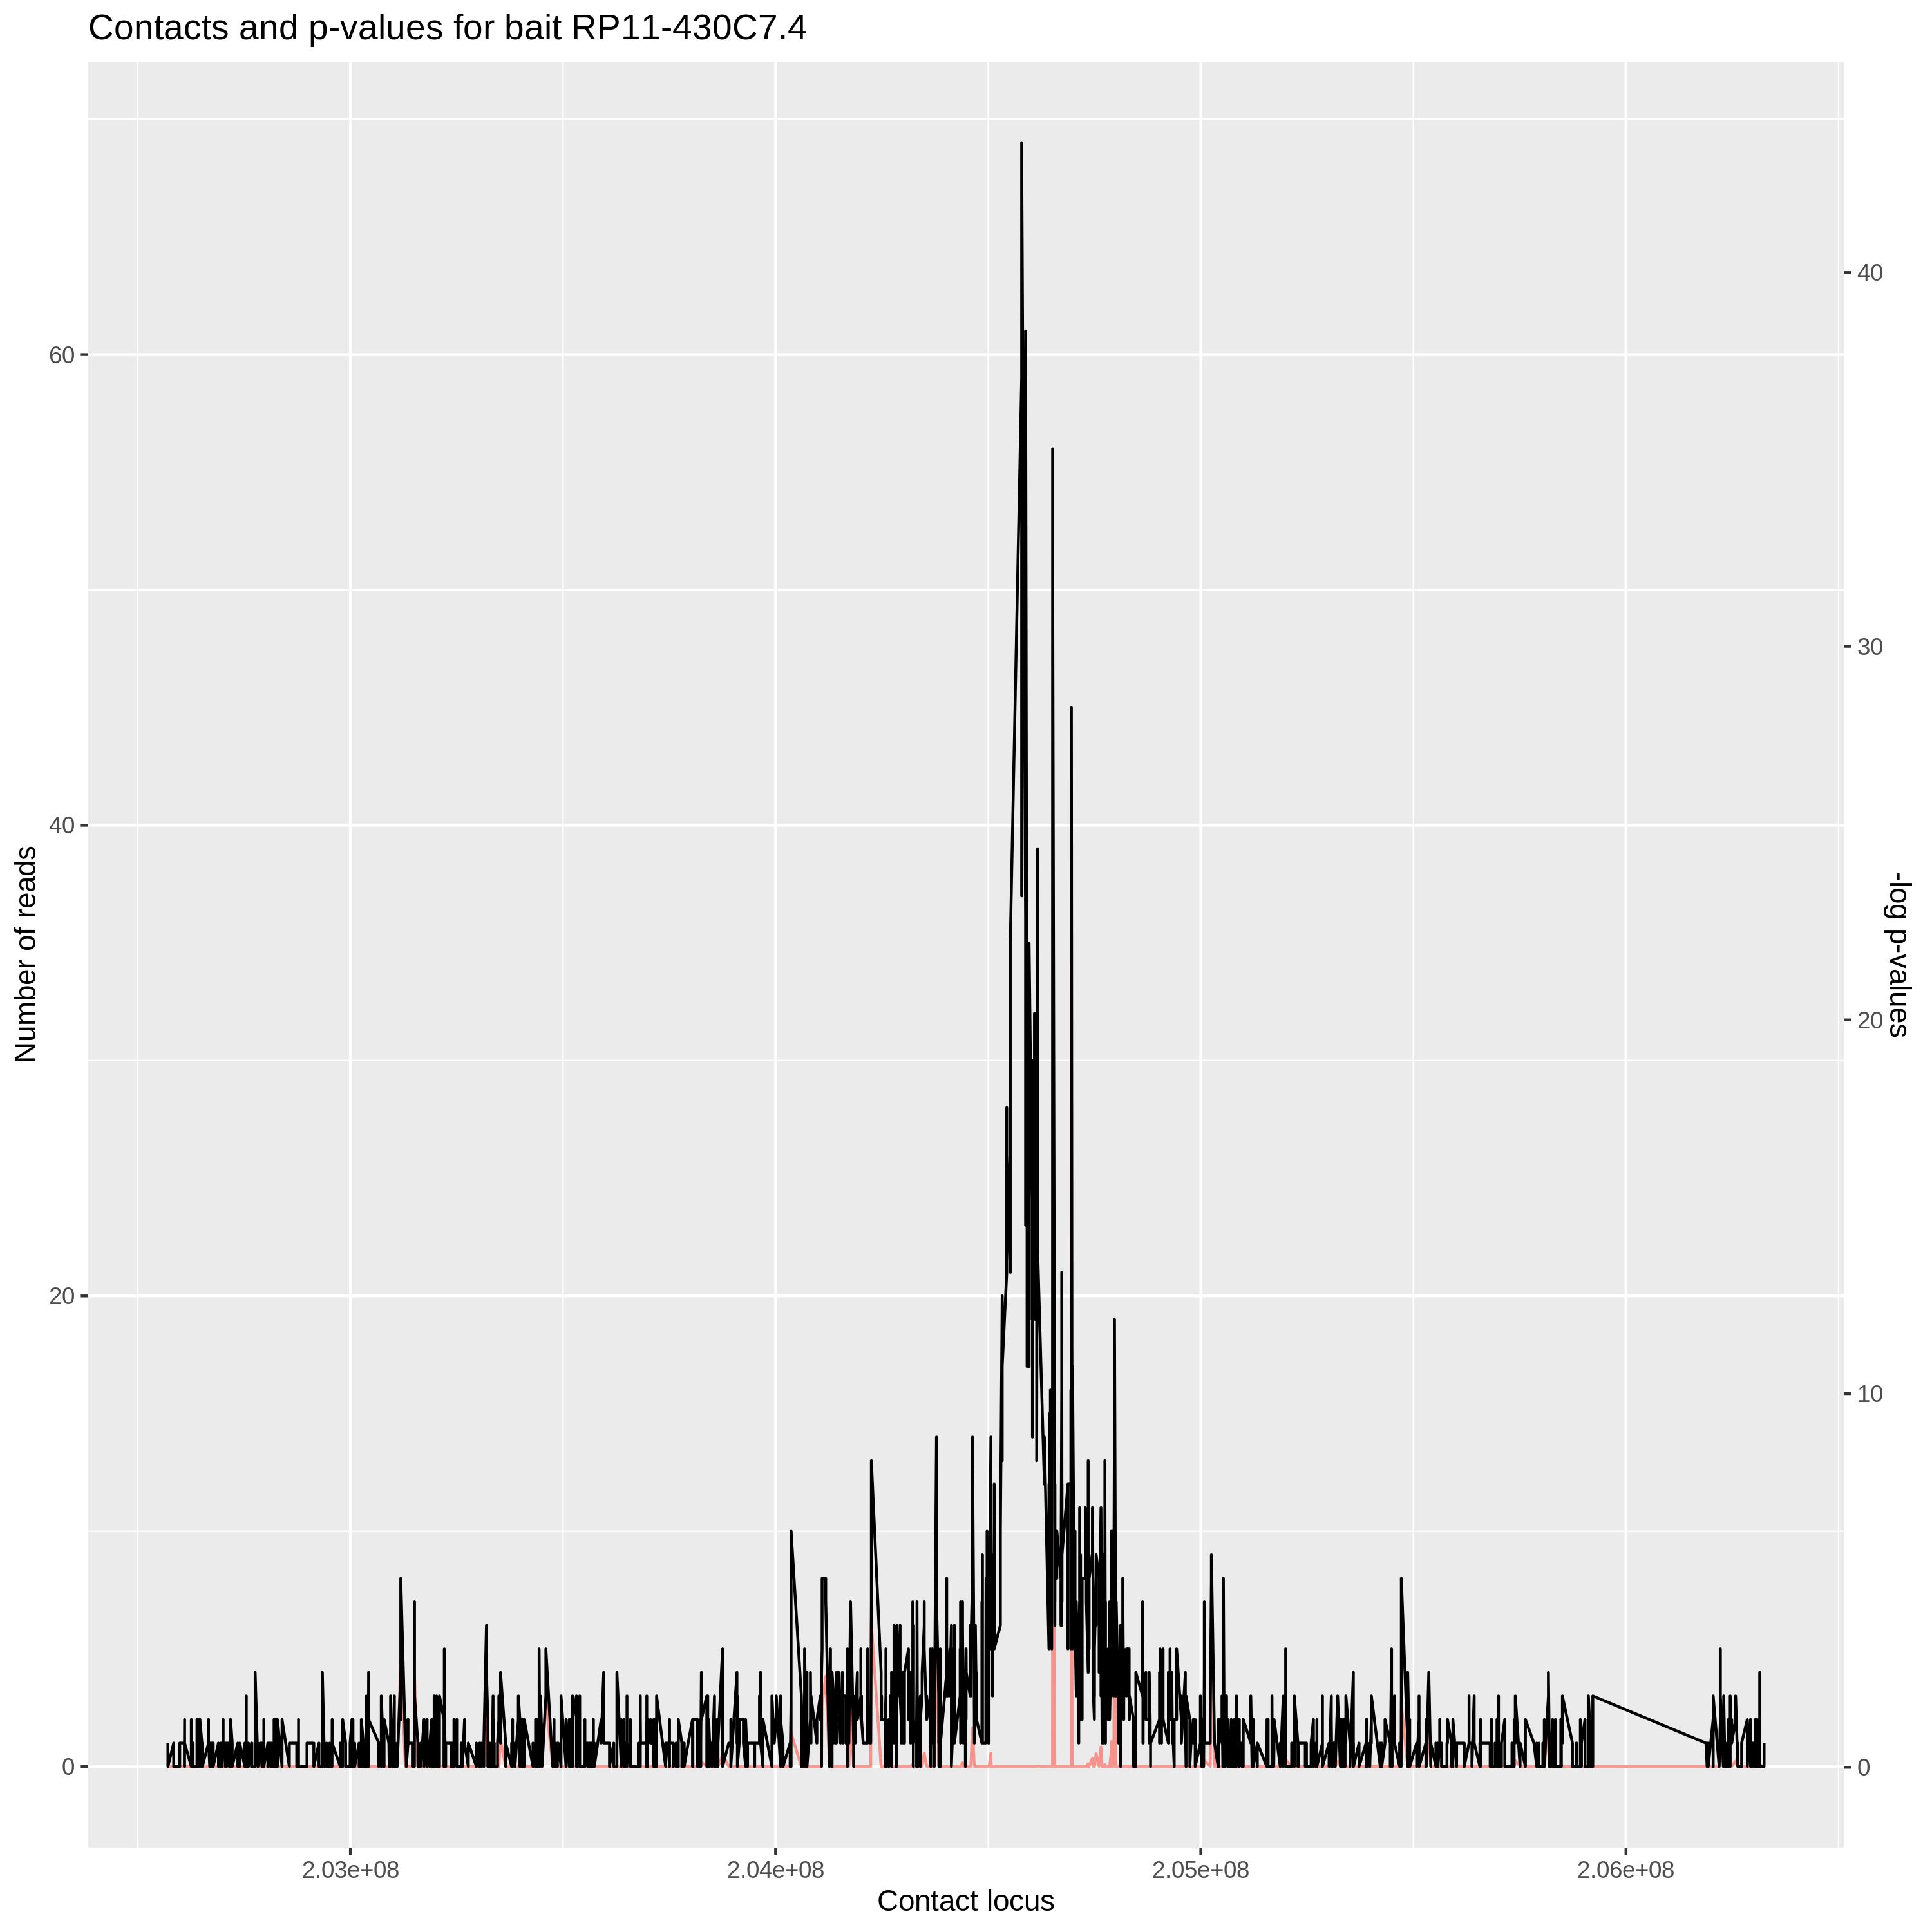 Contacts and p-values for bait RP11-430C7.4
60
40
20
0
Number of reads
40
30
20
10
0
-log p-values
2.03e+08
2.04e+08
2.05e+08
2.06e+08
Contact locus